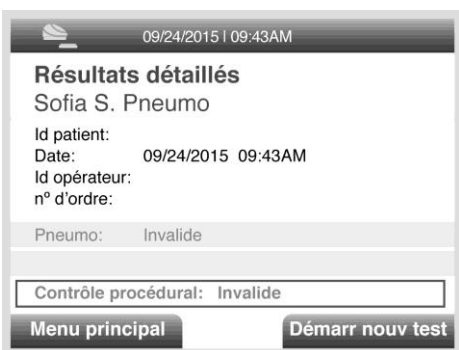 09/24/2015 | 09:43AM
Résultats détaillés
Sofia S. Pneumo
Id patient:
Date: 09/24/2015 09:43AM
Id opérateur:
nº d'ordre:
Pneumo: Invalide
Contrôle procédural: Invalide
Menu principal Démarr nouv test